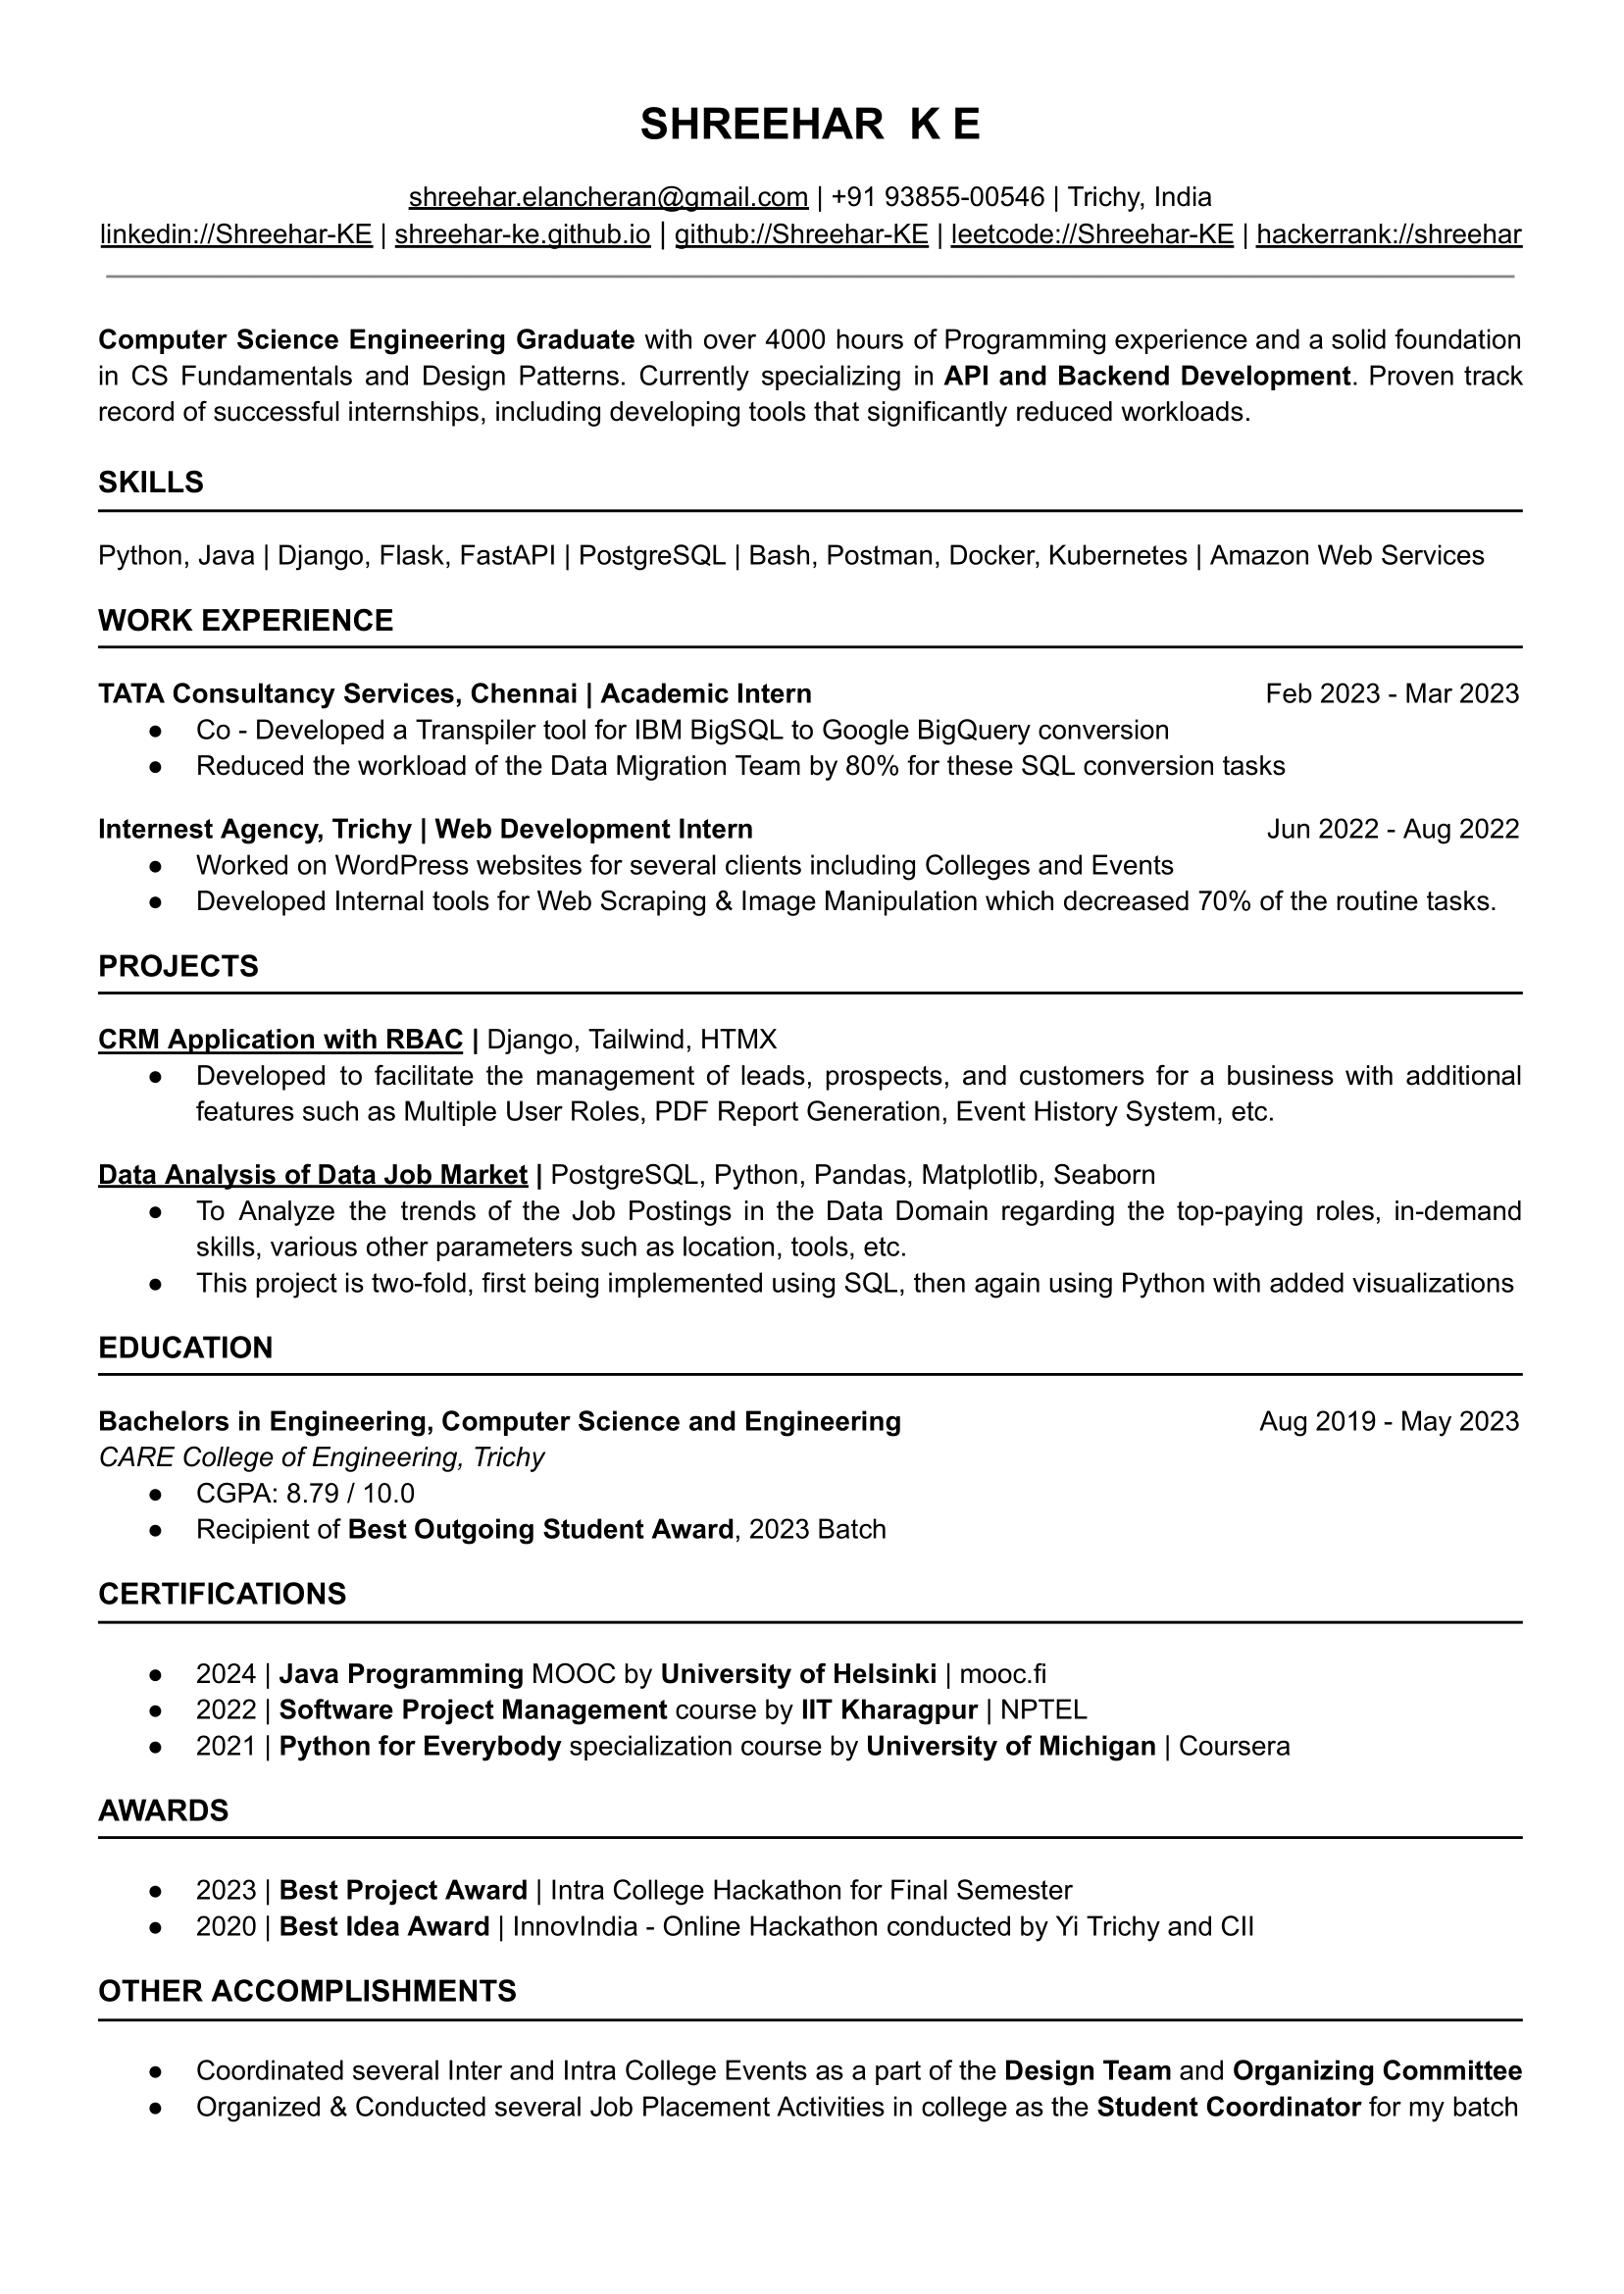 SHREEHAR K E
shreehar.elancheran@gmail.com | +91 93855-00546 | Trichy, India
linkedin://Shreehar-KE | shreehar-ke.github.io | github://Shreehar-KE | leetcode://Shreehar-KE | hackerrank://shreehar
Computer Science Engineering Graduate with over 4000 hours of Programming experience and a solid foundation
in CS Fundamentals and Design Patterns. Currently specializing in API and Backend Development. Proven track
record of successful internships, including developing tools that significantly reduced workloads.
SKILLS
Python, Java | Django, Flask, FastAPI | PostgreSQL | Bash, Postman, Docker, Kubernetes | Amazon Web Services
WORK EXPERIENCE
TATA Consultancy Services, Chennai | Academic Intern Feb 2023 - Mar 2023
● Co - Developed a Transpiler tool for IBM BigSQL to Google BigQuery conversion
● Reduced the workload of the Data Migration Team by 80% for these SQL conversion tasks
Internest Agency, Trichy | Web Development Intern Jun 2022 - Aug 2022
● Worked on WordPress websites for several clients including Colleges and Events
● Developed Internal tools for Web Scraping & Image Manipulation which decreased 70% of the routine tasks.
PROJECTS
CRM Application with RBAC | Django, Tailwind, HTMX
● Developed to facilitate the management of leads, prospects, and customers for a business with additional
features such as Multiple User Roles, PDF Report Generation, Event History System, etc.
Data Analysis of Data Job Market | PostgreSQL, Python, Pandas, Matplotlib, Seaborn
● To Analyze the trends of the Job Postings in the Data Domain regarding the top-paying roles, in-demand
skills, various other parameters such as location, tools, etc.
● This project is two-fold, first being implemented using SQL, then again using Python with added visualizations
EDUCATION
Bachelors in Engineering, Computer Science and Engineering Aug 2019 - May 2023
CARE College of Engineering, Trichy
● CGPA: 8.79 / 10.0
● Recipient of Best Outgoing Student Award, 2023 Batch
CERTIFICATIONS
● 2024 | Java Programming MOOC by University of Helsinki | mooc.fi
● 2022 | Software Project Management course by IIT Kharagpur | NPTEL
● 2021 | Python for Everybody specialization course by University of Michigan | Coursera
AWARDS
● 2023 | Best Project Award | Intra College Hackathon for Final Semester
● 2020 | Best Idea Award | InnovIndia - Online Hackathon conducted by Yi Trichy and CII
OTHER ACCOMPLISHMENTS
● Coordinated several Inter and Intra College Events as a part of the Design Team and Organizing Committee
● Organized & Conducted several Job Placement Activities in college as the Student Coordinator for my batch